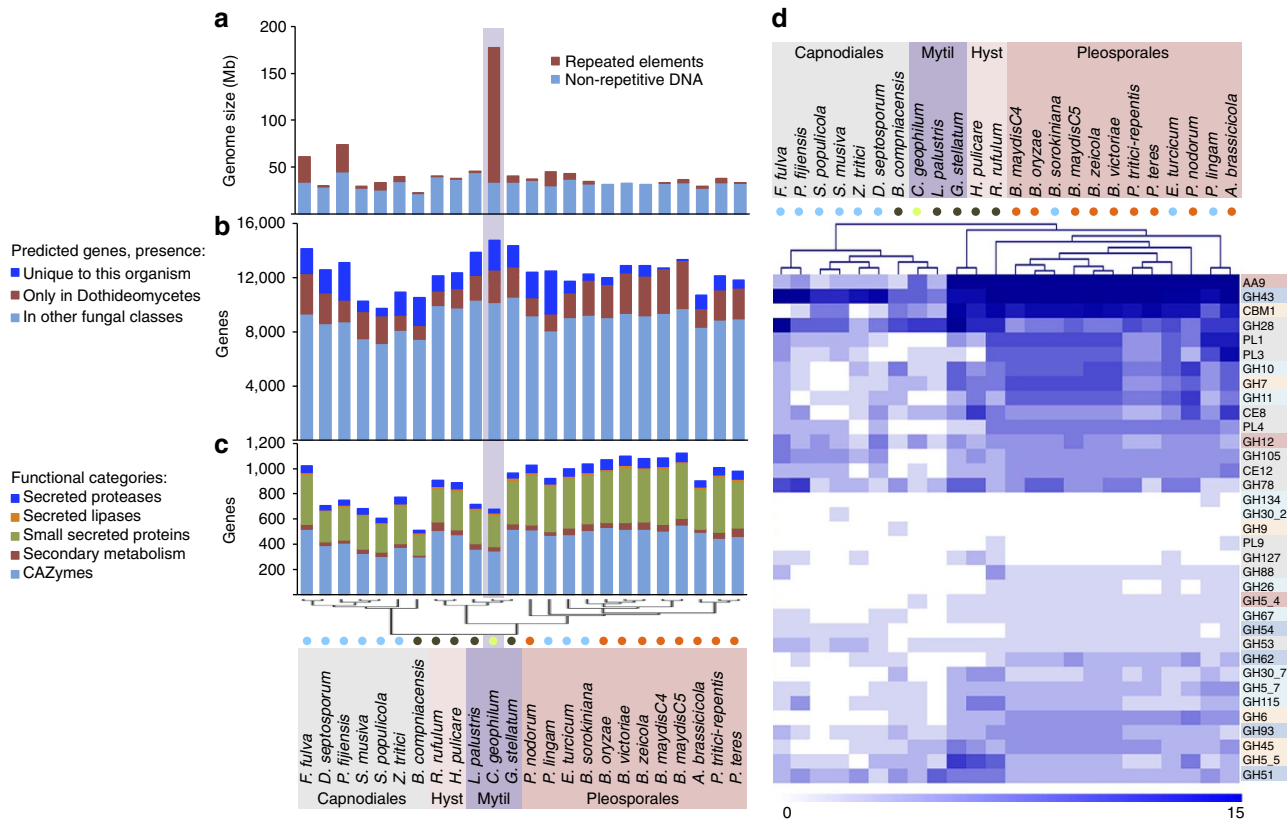 a
200
150
100
50
Genome size (Mb)
Repeated elements
Non-repetitive DNA
b
16,000
12,000
8,000
4,000
Genes
Predicted genes, presence:
Unique to this organism
Only in Dothideomycetes
In other fungal classes
c
1,200
1,000
800
600
400
200
Genes
Functional categories:
Secreted proteases
Secreted lipases
Small secreted proteins
Secondary metabolism
CAZymes
F. fulva
D. septosporum
P. fijiensis
S. musiva
S. populicola
Z. tritici
B. compniacensis
R. rufulum
H. pulicare
L. palustris
C. geophilum
G. stellatum
P. nodorum
P. lingam
E. turcicum
B. sorokiniana
B. oryzae
B. victoriae
B. zeicola
B. maydisC4
B. maydisC5
A. brassicicola
P. tritici-repentis
P. teres
Capnodiales
Hyst
Mytil
Pleosporales
d
Capnodiales
Mytil
Hyst
Pleosporales
F. fulva
P. fijiensis
S. populicola
S. musiva
Z. tritici
D. septosporum
B. compniacensis
C. geophilum
L. palustris
G. stellatum
H. pulicare
R. rufulum
B. maydisC4
B. oryzae
B. sorokiniana
B. maydisC5
B. zeicola
B. victoriae
P. tritici-repentis
P. teres
E. turcicum
P. nodorum
P. lingam
A. brassicicola
AA9
GH43
CBM1
GH28
PL1
PL3
GH10
GH7
GH11
CE8
PL4
GH12
GH105
CE12
GH78
GH134
GH30_2
GH9
PL9
GH127
GH88
GH26
GH5_4
GH67
GH54
GH53
GH62
GH30_7
GH5_7
GH115
GH6
GH93
GH45
GH5_5
GH51
0
15